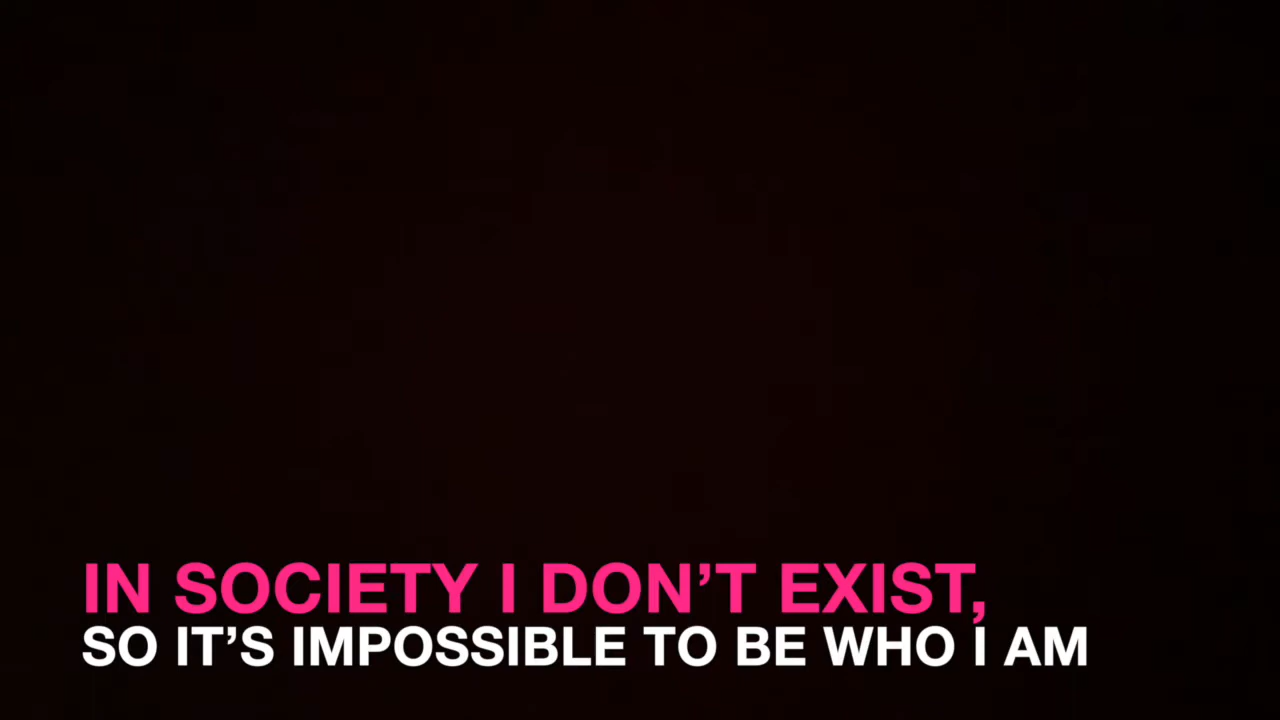 IN SOCIETY I DON’T EXIST,
SO IT’S IMPOSSIBLE TO BE WHO I AM